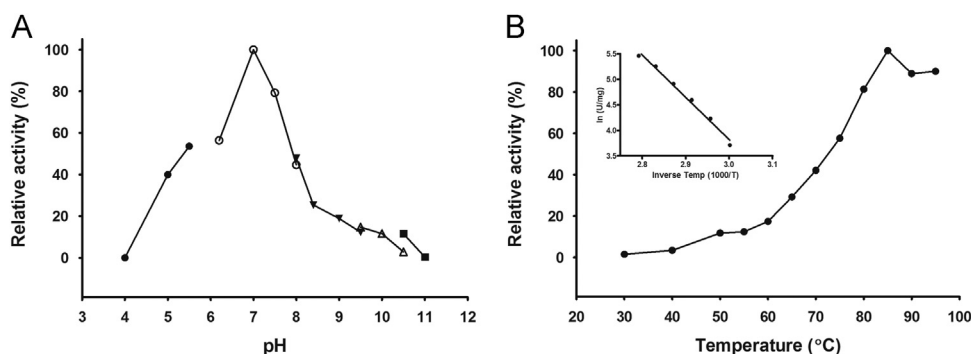 A
Relative activity (%)
100
80
60
40
20
0
3 4 5 6 7 8 9 10 11 12
pH
B
Relative activity (%)
100
80
60
40
20
0
20 30 40 50 60 70 80 90 100
Temperature (°C)
ln (U/mg)
5.5
5.0
4.5
4.0
3.5
2.8 2.9 3.0 3.1
Inverse Temp (1000/T)